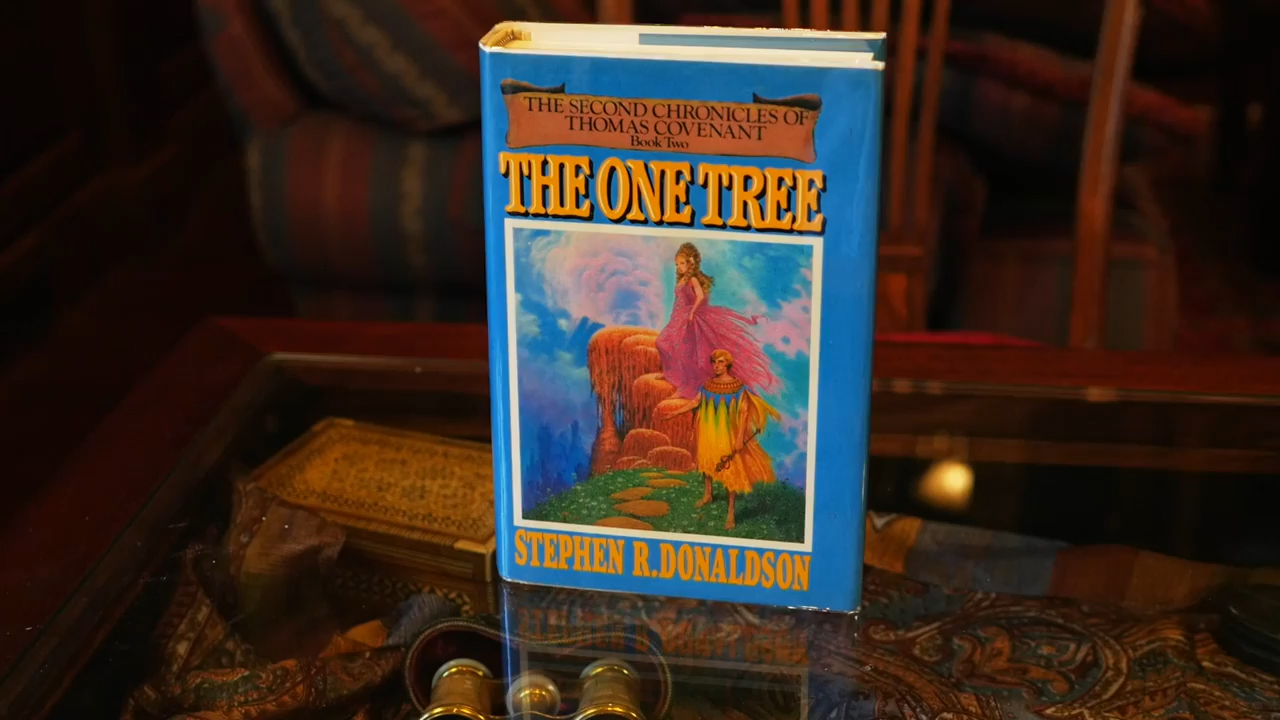 THE SECOND CHRONICLES OF
THOMAS COVENANT
Book Two
THE ONE TREE
STEPHEN R. DONALDSON